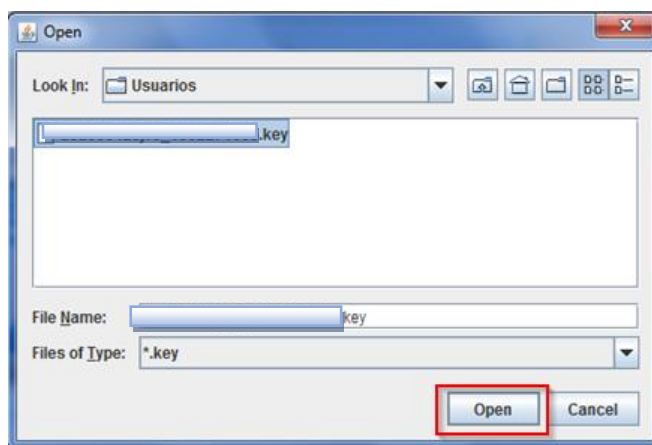 Open
Look In: Usuarios
.key
File Name: key
Files of Type: *.key
Open Cancel